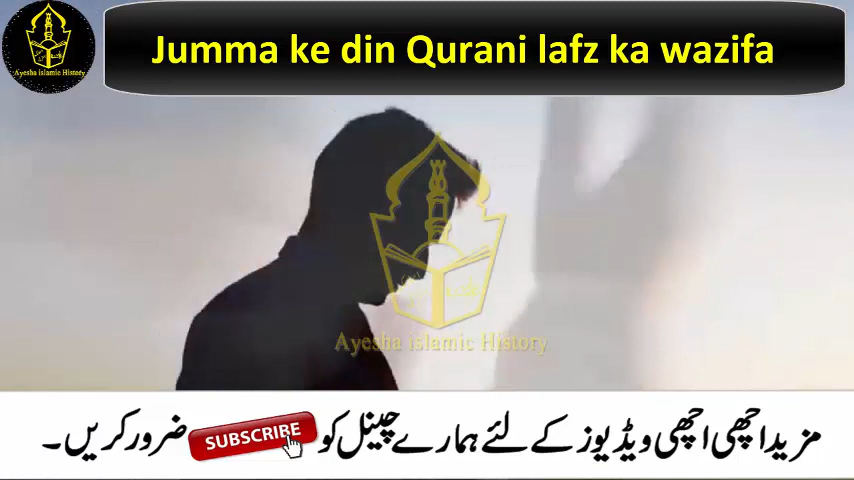 Jumma ke din Qurani lafz ka wazifa
Ayesha islamic History
Ayesha islamic History
مزید اچھی اچھی ویڈیوز کے لئے ہمارے چینل کو SUBSCRIBE ضرور کریں۔